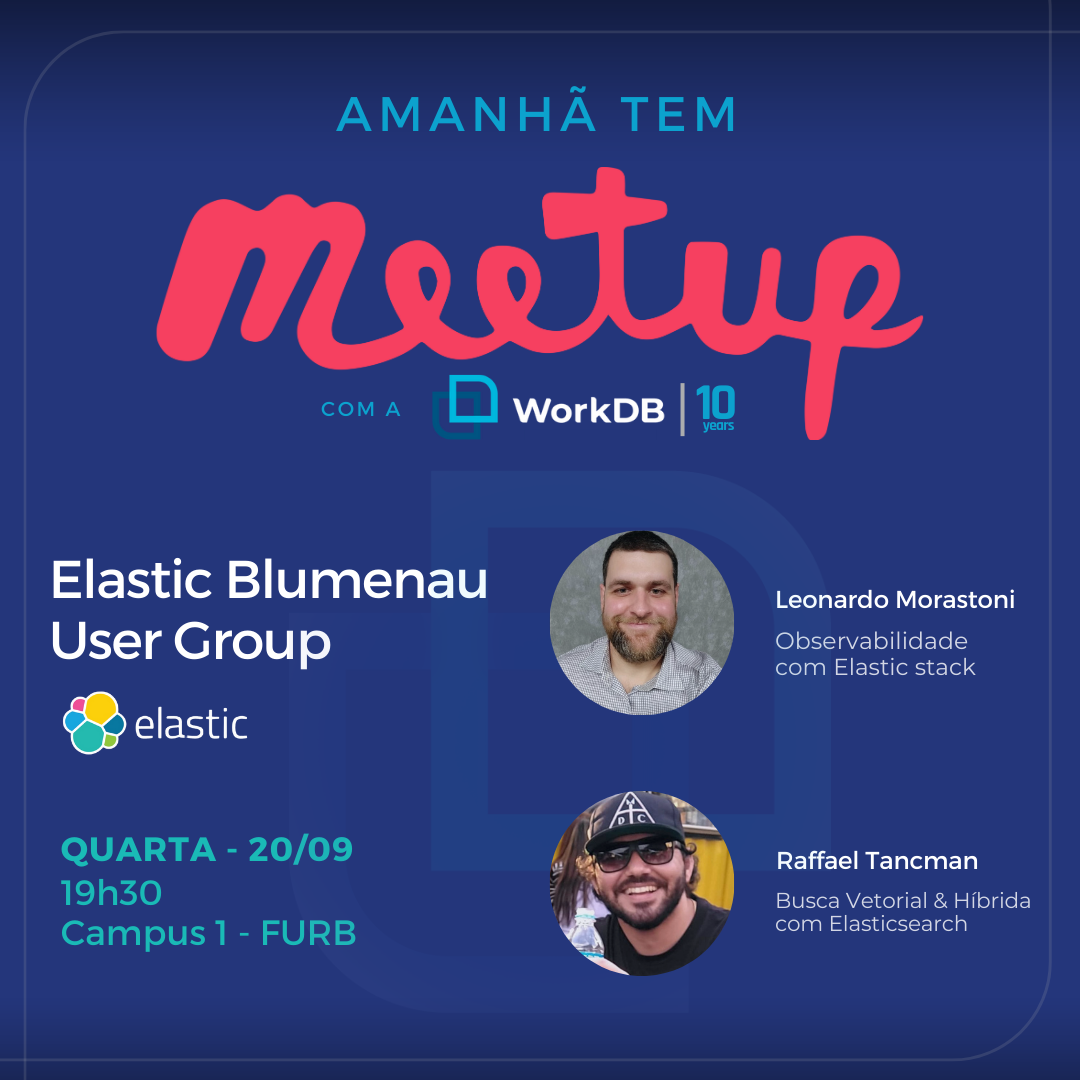 AMANHÃ TEM
Meetup
COM A WorkDB 10 years
Elastic Blumenau
User Group
elastic
QUARTA - 20/09
19h30
Campus 1 - FURB
Leonardo Morastoni
Observabilidade
com Elastic stack
M
D C
Raffael Tancman
Busca Vetorial & Híbrida
com Elasticsearch